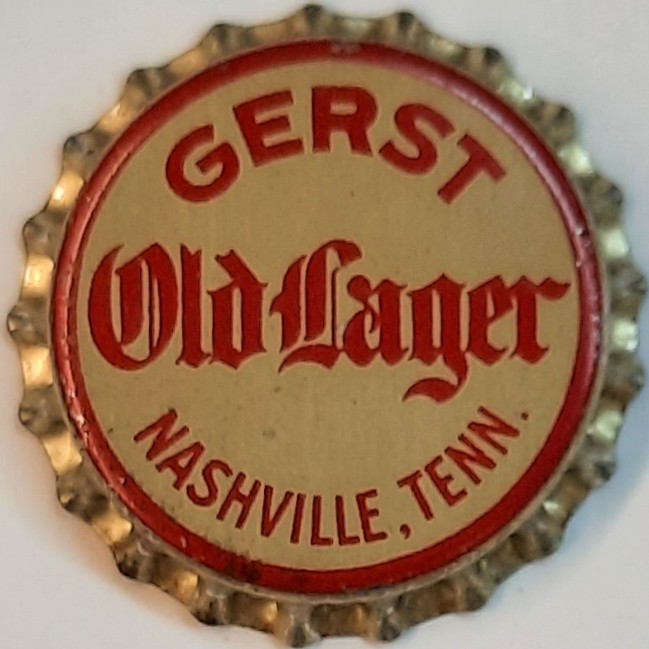 GERST
Old Lager
NASHVILLE, TENN.